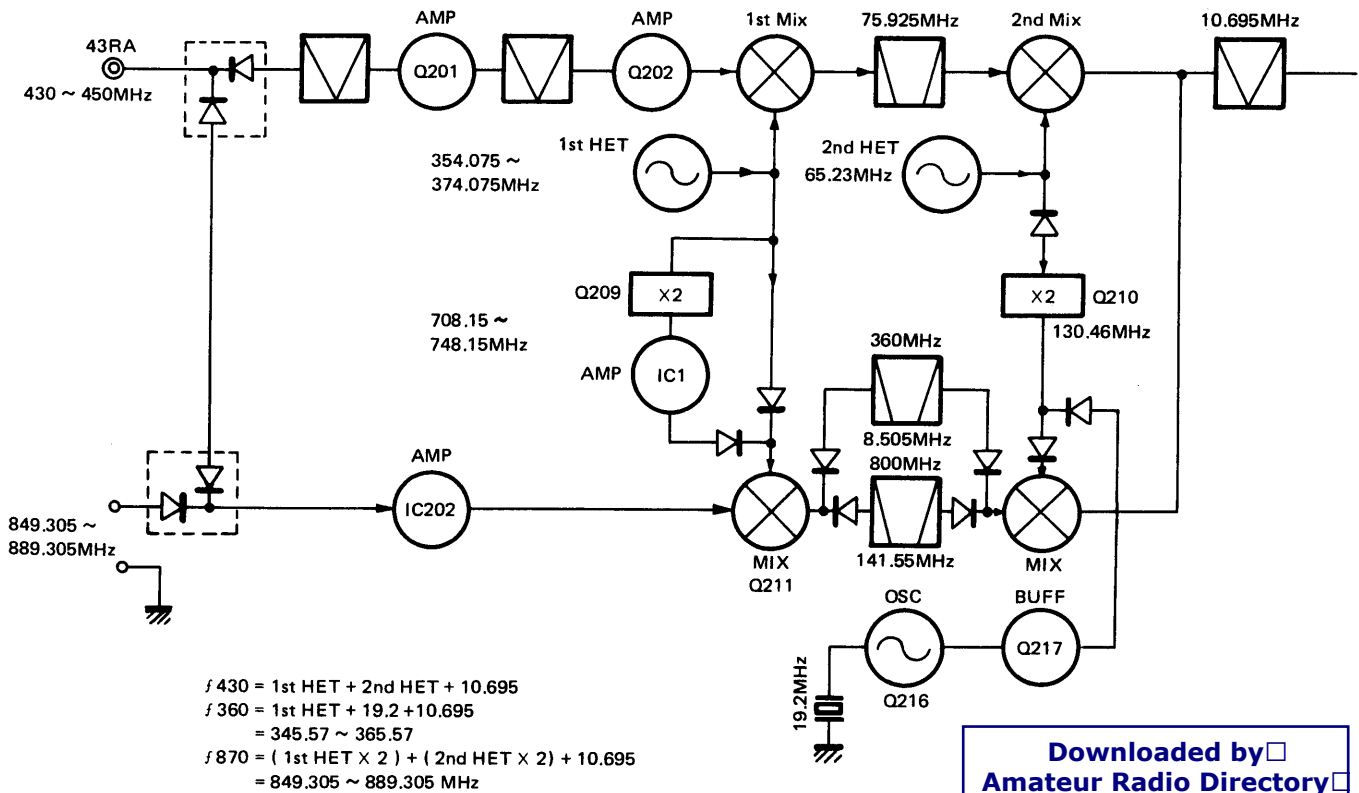 AMP
AMP
1st Mix
75.925MHz
2nd Mix
10.695MHz
43RA
Q201
Q202
430 ~ 450MHz
1st HET
2nd HET
65.23MHz
354.075 ~
374.075MHz
Q209
X2
X2
Q210
130.46MHz
708.15 ~
748.15MHz
360MHz
AMP
IC1
8.505MHz
800MHz
AMP
IC202
849.305 ~
889.305MHz
MIX
Q211
141.55MHz
MIX
OSC
BUFF
Q217
Q216
19.2MHz
f 430 = 1st HET + 2nd HET + 10.695
f 360 = 1st HET + 19.2 +10.695
= 345.57 ~ 365.57
f 870 = ( 1st HET X 2 ) + ( 2nd HET X 2) + 10.695
= 849.305 ~ 889.305 MHz
Downloaded by□
Amateur Radio Directory□